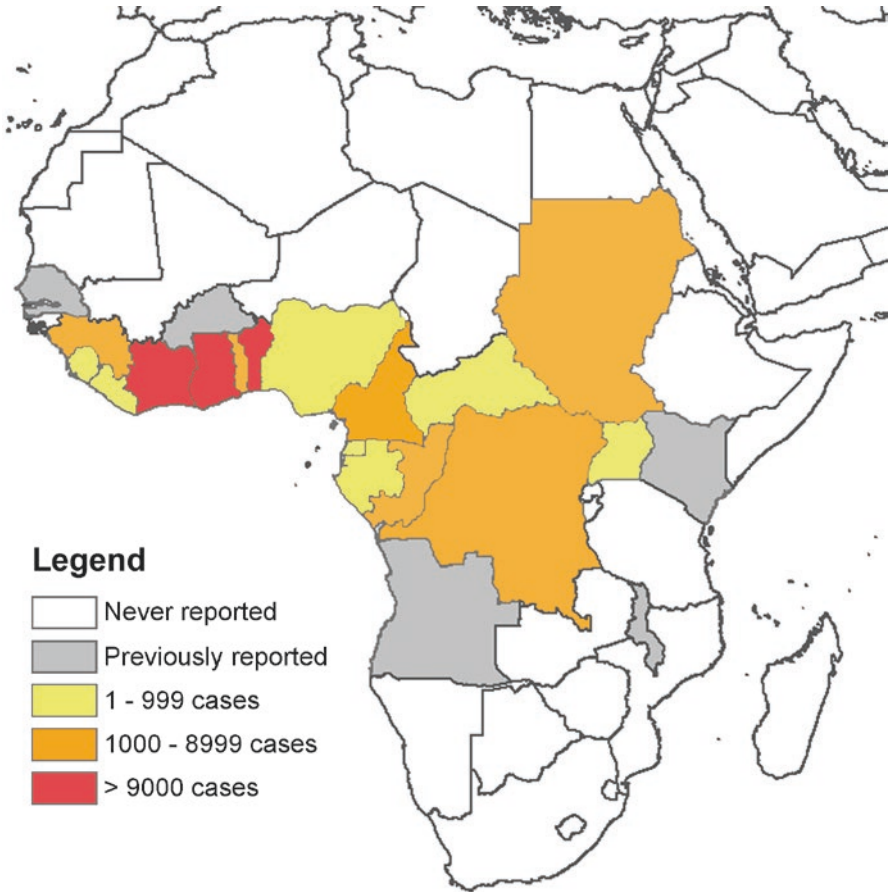 Legend
Never reported
Previously reported
1 - 999 cases
1000 - 8999 cases
> 9000 cases